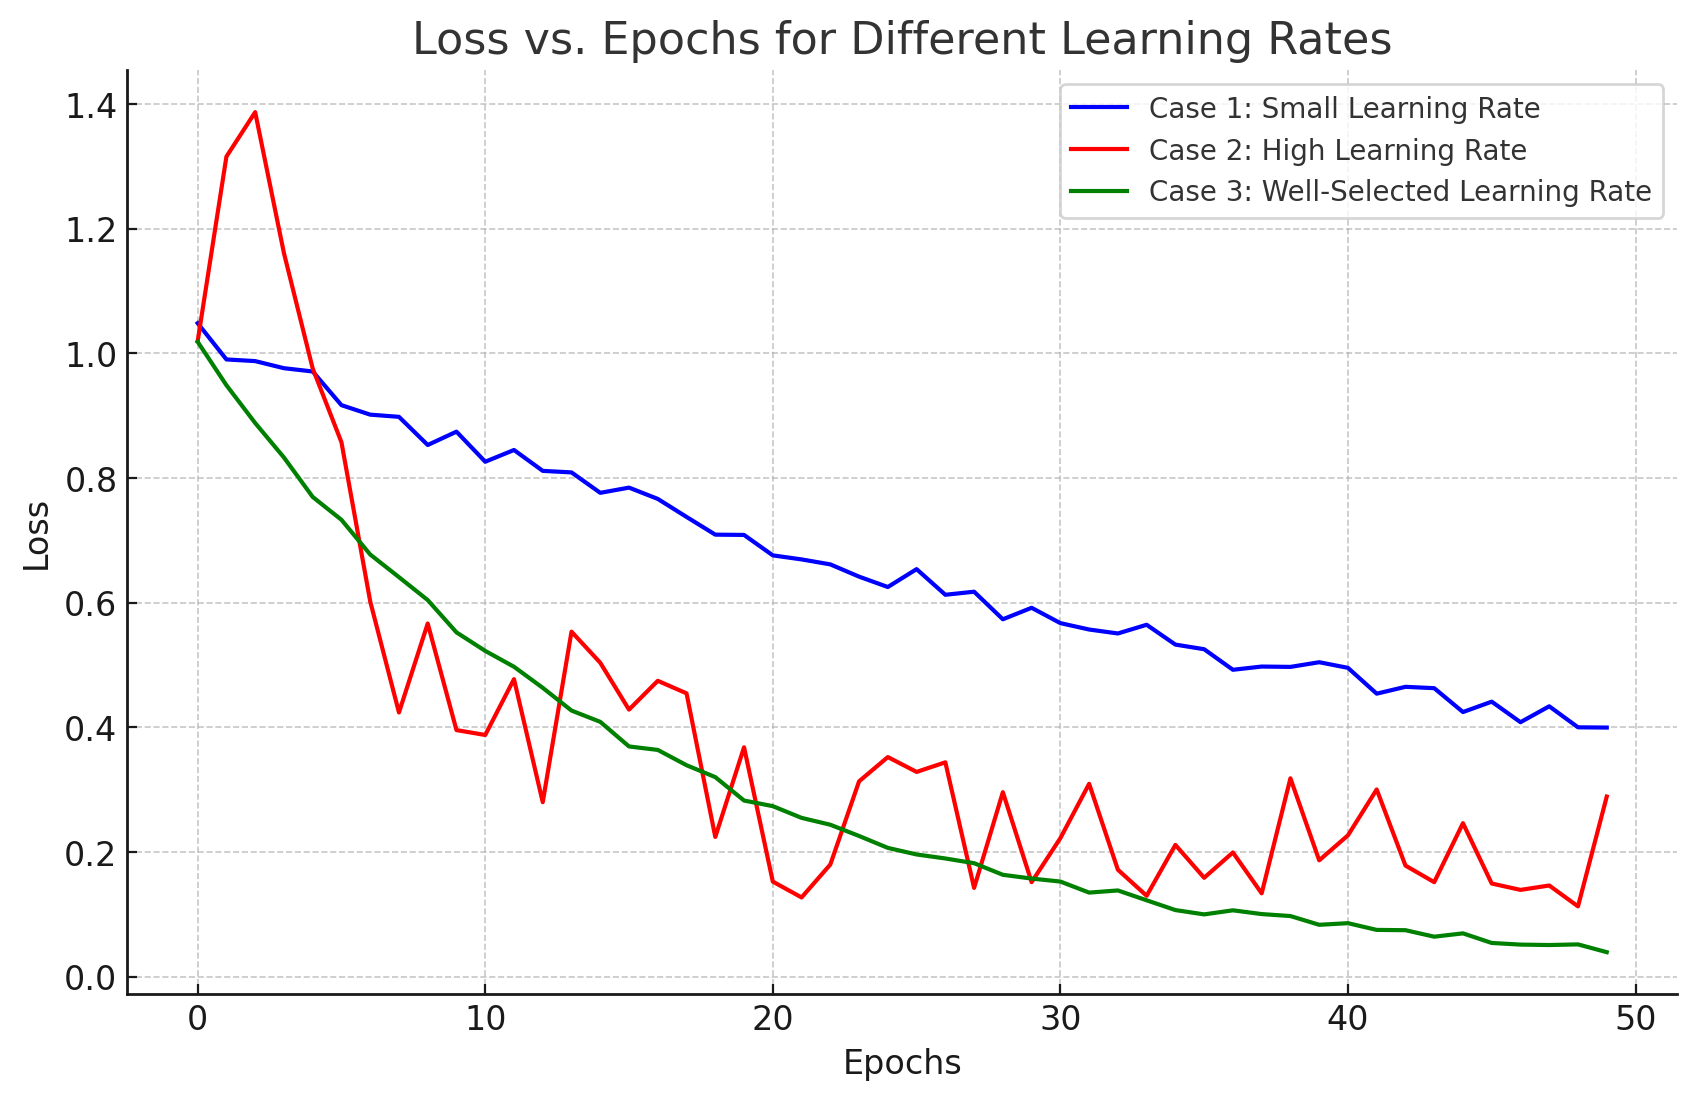 Loss vs. Epochs for Different Learning Rates
Case 1: Small Learning Rate
Case 2: High Learning Rate
Case 3: Well-Selected Learning Rate
Loss
1.4
1.2
1.0
0.8
0.6
0.4
0.2
0.0
0 10 20 30 40 50
Epochs